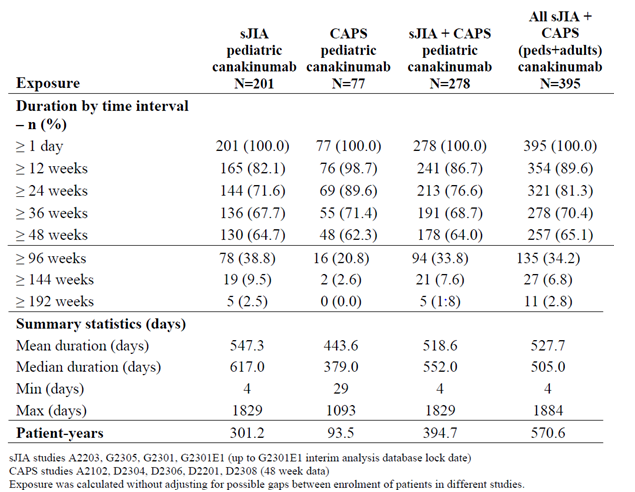 sJIA CAPS sJIA + CAPS All sJIA + CAPS
pediatric pediatric pediatric (peds+adults)
canakinumab canakinumab canakinumab canakinumab
Exposure N=201 N=77 N=278 N=395
Duration by time interval
– n (%)
≥ 1 day 201 (100.0) 77 (100.0) 278 (100.0) 395 (100.0)
≥ 12 weeks 165 (82.1) 76 (98.7) 241 (86.7) 354 (89.6)
≥ 24 weeks 144 (71.6) 69 (89.6) 213 (76.6) 321 (81.3)
≥ 36 weeks 136 (67.7) 55 (71.4) 191 (68.7) 278 (70.4)
≥ 48 weeks 130 (64.7) 48 (62.3) 178 (64.0) 257 (65.1)
≥ 96 weeks 78 (38.8) 16 (20.8) 94 (33.8) 135 (34.2)
≥ 144 weeks 19 (9.5) 2 (2.6) 21 (7.6) 27 (6.8)
≥ 192 weeks 5 (2.5) 0 (0.0) 5 (1:8) 11 (2.8)
Summary statistics (days)
Mean duration (days) 547.3 443.6 518.6 527.7
Median duration (days) 617.0 379.0 552.0 505.0
Min (days) 4 29 4 4
Max (days) 1829 1093 1829 1884
Patient-years 301.2 93.5 394.7 570.6
sJIA studies A2203, G2305, G2301, G2301E1 (up to G2301E1 interim analysis database lock date)
CAPS studies A2102, D2304, D2306, D2201, D2308 (48 week data)
Exposure was calculated without adjusting for possible gaps between enrolment of patients in different studies.